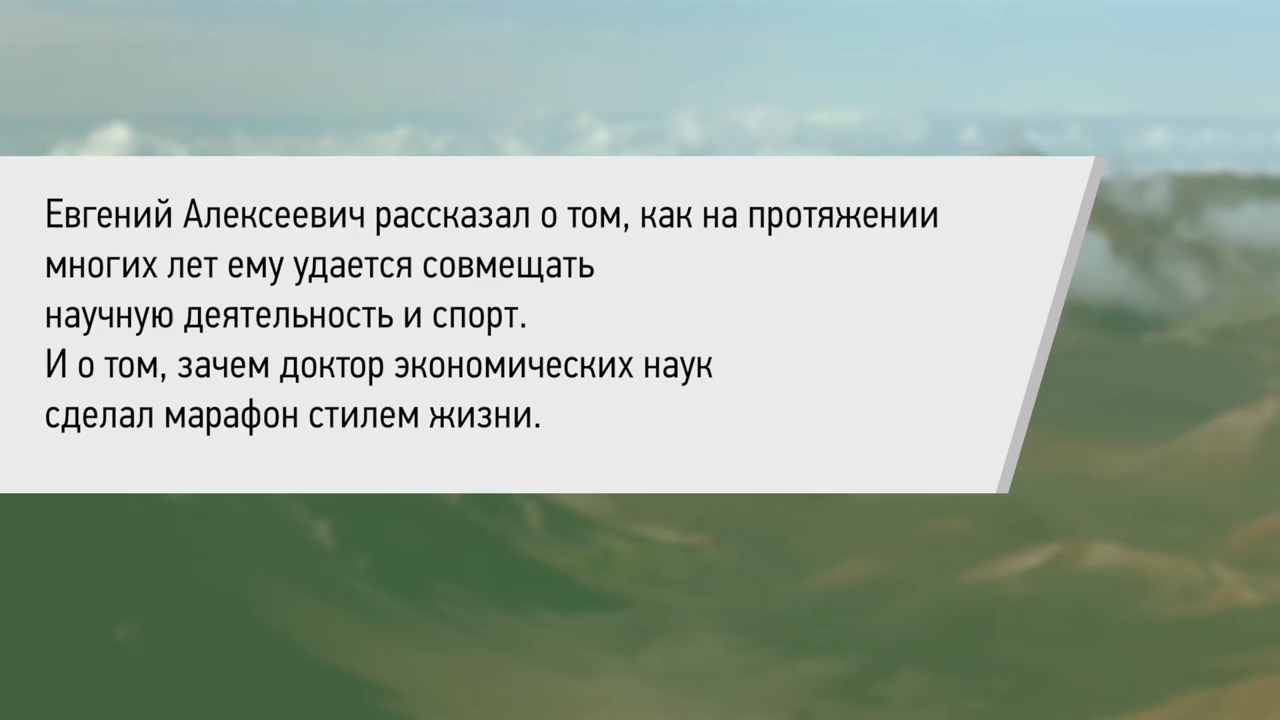 Евгений Алексеевич рассказал о том, как на протяжении
многих лет ему удается совмещать
научную деятельность и спорт.
И о том, зачем доктор экономических наук
сделал марафон стилем жизни.